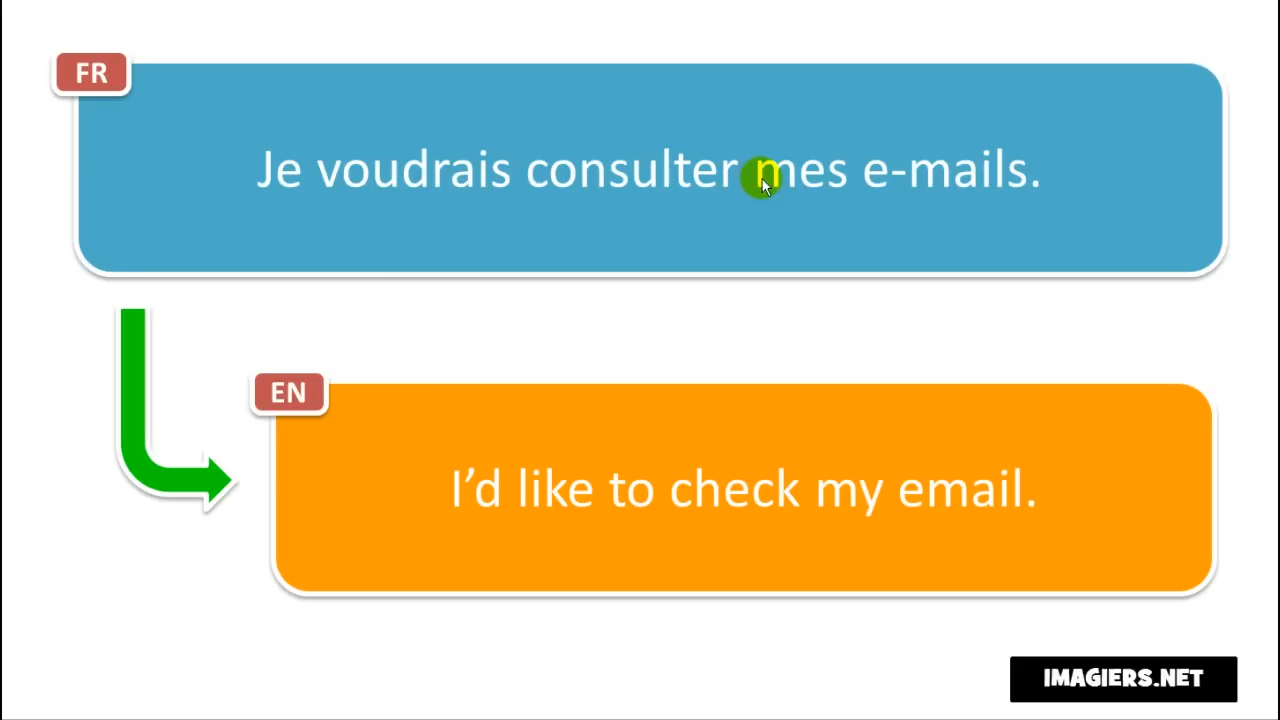 FR
Je voudrais consulter mes e-mails.
EN
I’d like to check my email.
IMAGIERS.NET